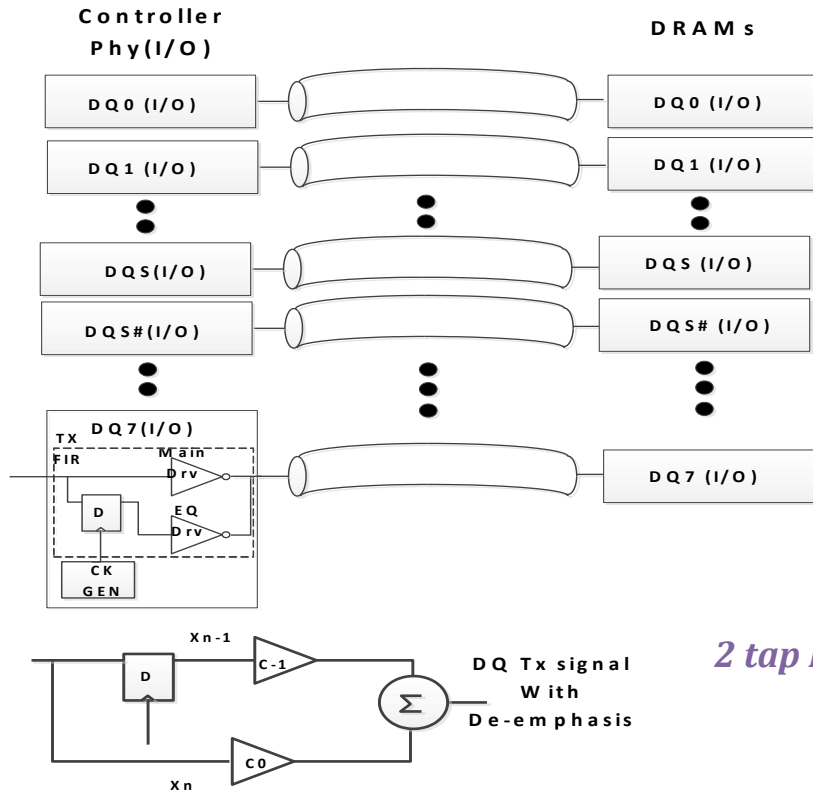 Controller
Phy(I/O)
DRAMs
DQ0 (I/O)
DQ0 (I/O)
DQ1 (I/O)
DQ1 (I/O)
DQS(I/O)
DQS (I/O)
DQS#(I/O)
DQS# (I/O)
DQ7(I/O)
TX
FIR
Main
Drv
D
EQ
Drv
CK
GEN
DQ7 (I/O)
Xn-1
C-1
D
Σ
DQ Tx signal
With
De-emphasis
C0
Xn
2 tap